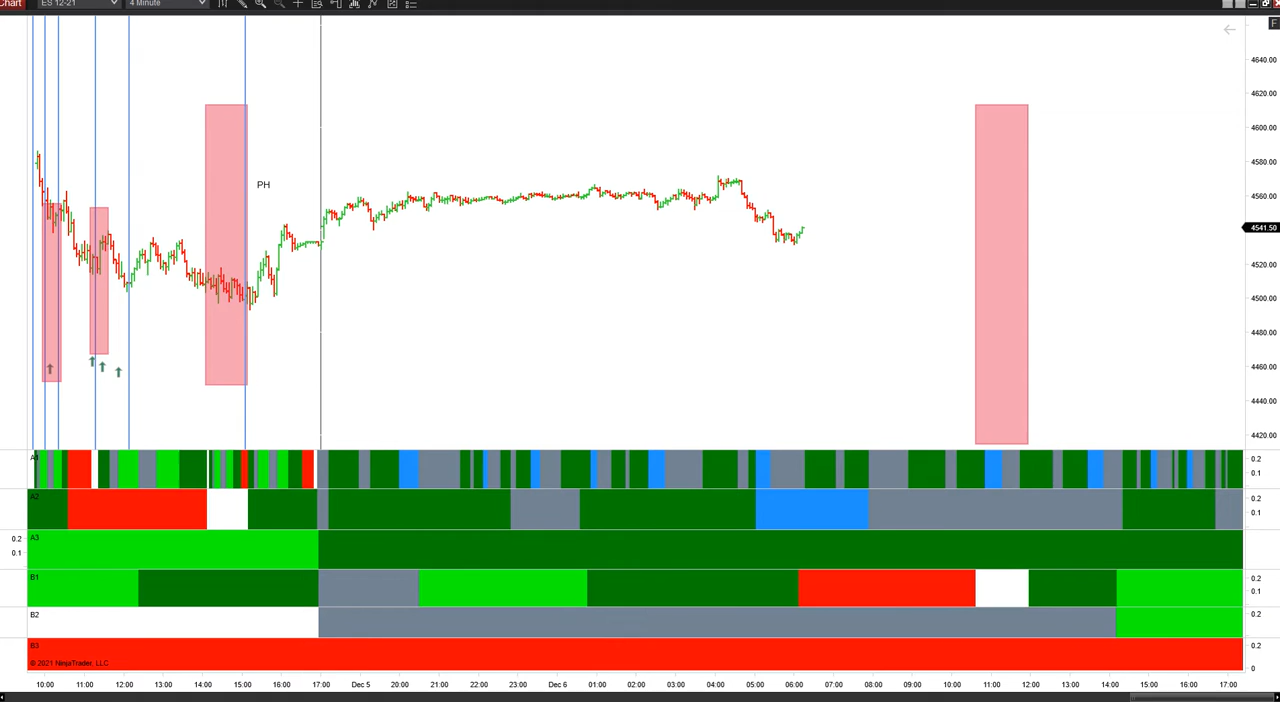 Chart ES 12-21 4 Minute
F
4640.00
4620.00
4600.00
4580.00
PH
4560.00
4541.50
4520.00
4500.00
4480.00
4460.00
4440.00
4420.00
A1 0.2
0.1
A2 0.2
0.1
0.2 A3
0.1
B1 0.2
0.1
B2 0.2
B3 0.2
© 2021 NinjaTrader, LLC 0
10:00 11:00 12:00 13:00 14:00 15:00 16:00 17:00 Dec 5 20:00 21:00 22:00 23:00 Dec 6 01:00 02:00 03:00 04:00 05:00 06:00 07:00 08:00 09:00 10:00 11:00 12:00 13:00 14:00 15:00 16:00 17:00